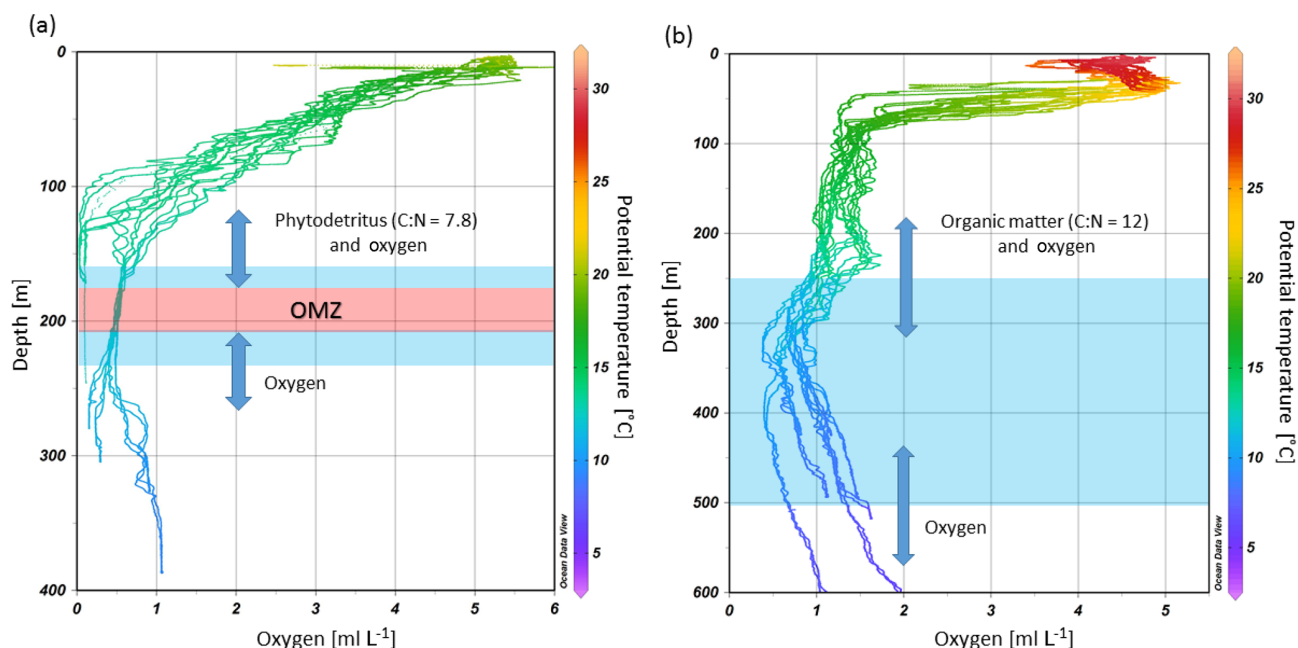 (a)
0
100
200
300
400
Depth [m]
0 1 2 3 4 5 6
Oxygen [ml L-1]
Phytodetritus (C:N = 7.8)
and oxygen
OMZ
Oxygen
30
25
20
15
10
5
Potential temperature [°C]
Ocean Data View
(b)
0
100
200
300
400
500
600
Depth [m]
0 1 2 3 4 5
Oxygen [ml L-1]
Organic matter (C:N = 12)
and oxygen
Oxygen
30
25
20
15
10
5
Potential temperature [°C]
Ocean Data View